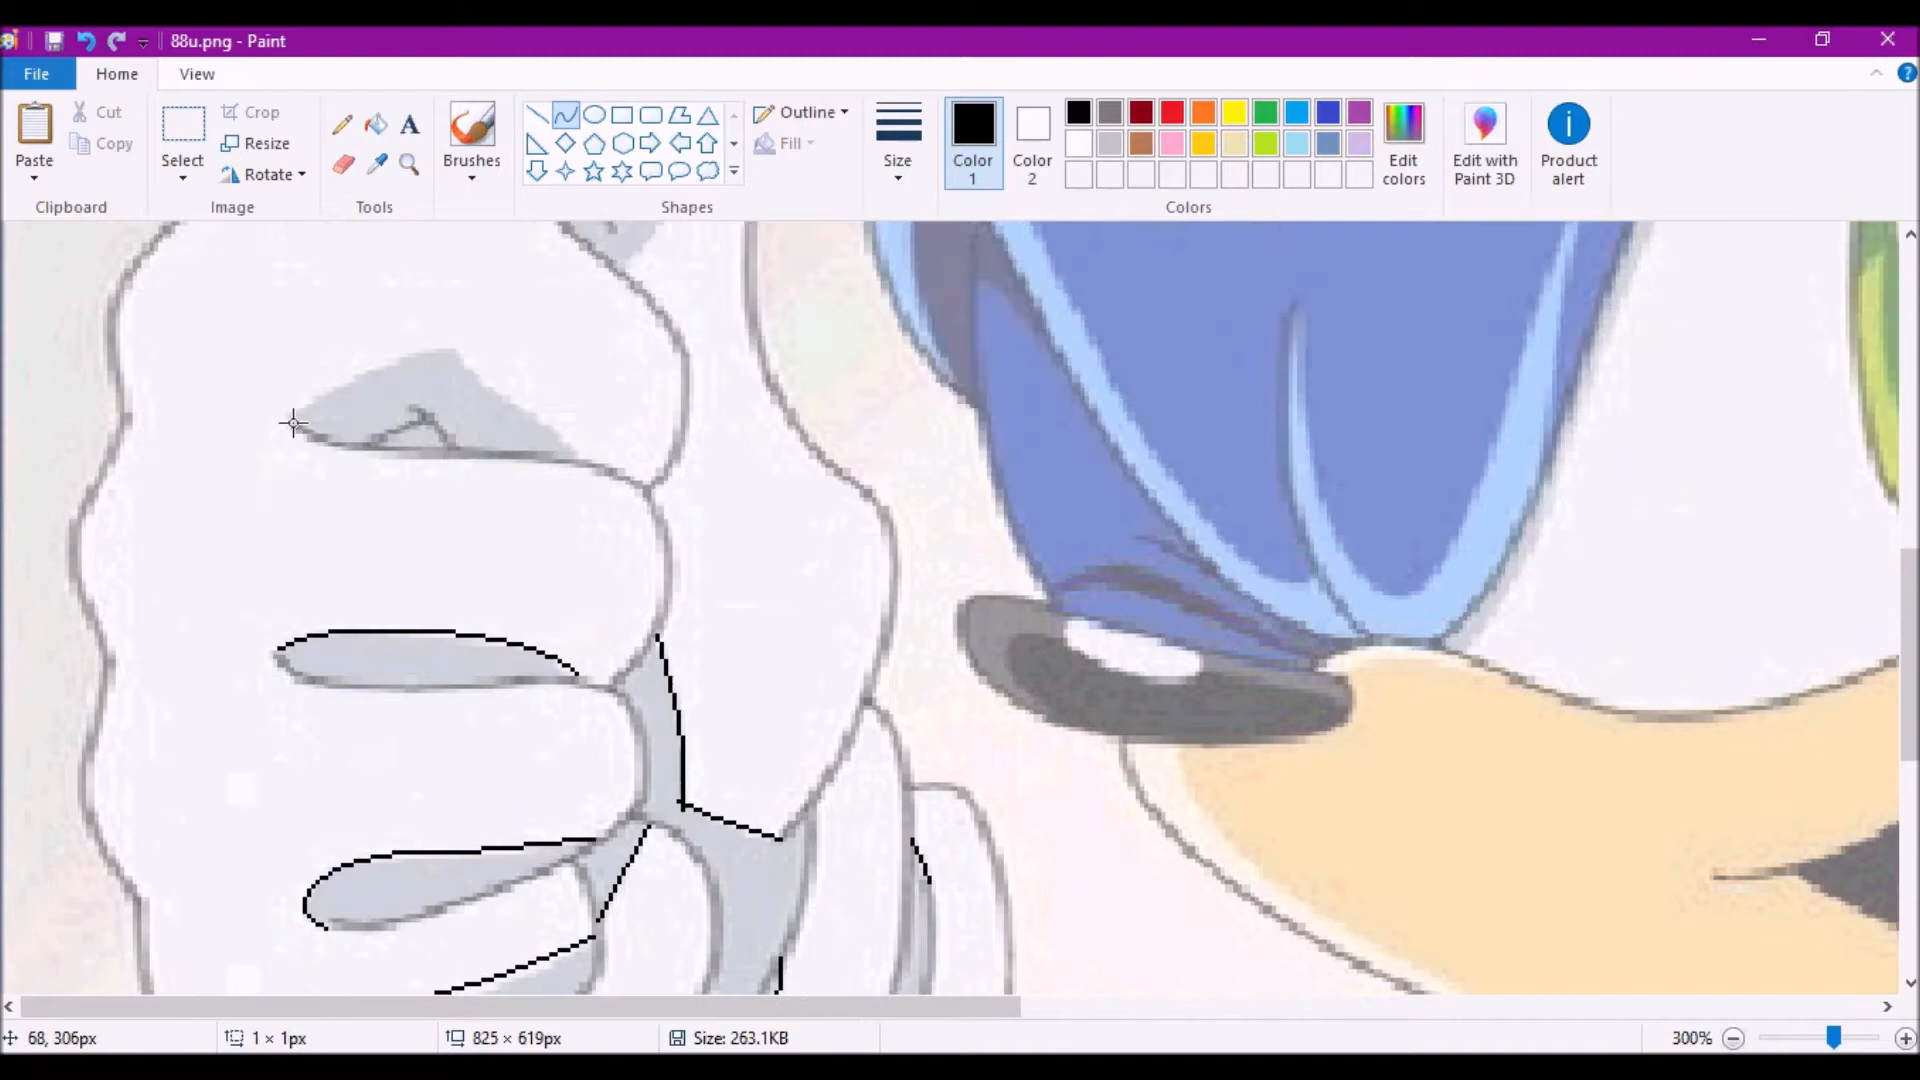 88u.png - Paint
File Home View
Paste Cut Copy Clipboard
Select Crop Resize Rotate Image
Tools
Brushes
Outline Fill Shapes
Size
Color 1 Color 2 Edit colors Colors
Edit with Paint 3D
Product alert
68, 306px 1 × 1px 825 × 619px Size: 263.1KB 300%